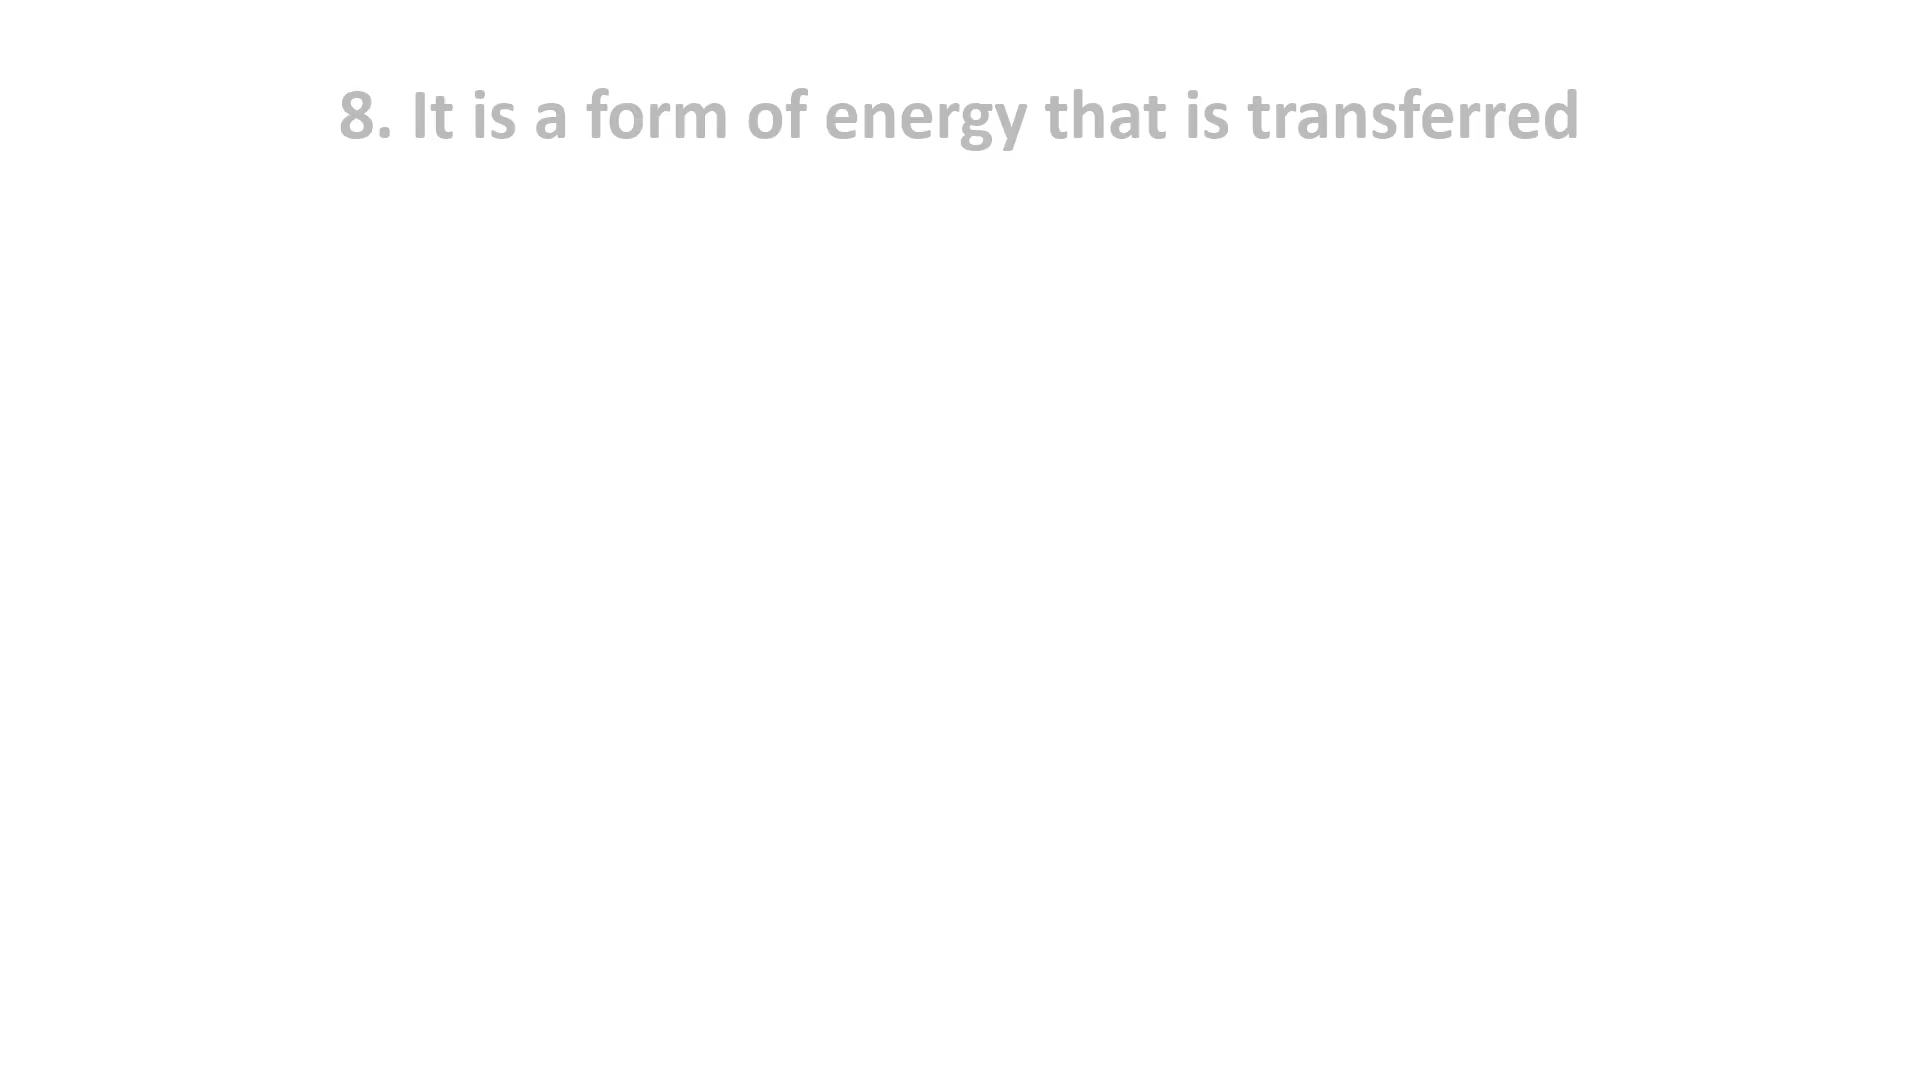 8. It is a form of energy that is transferred